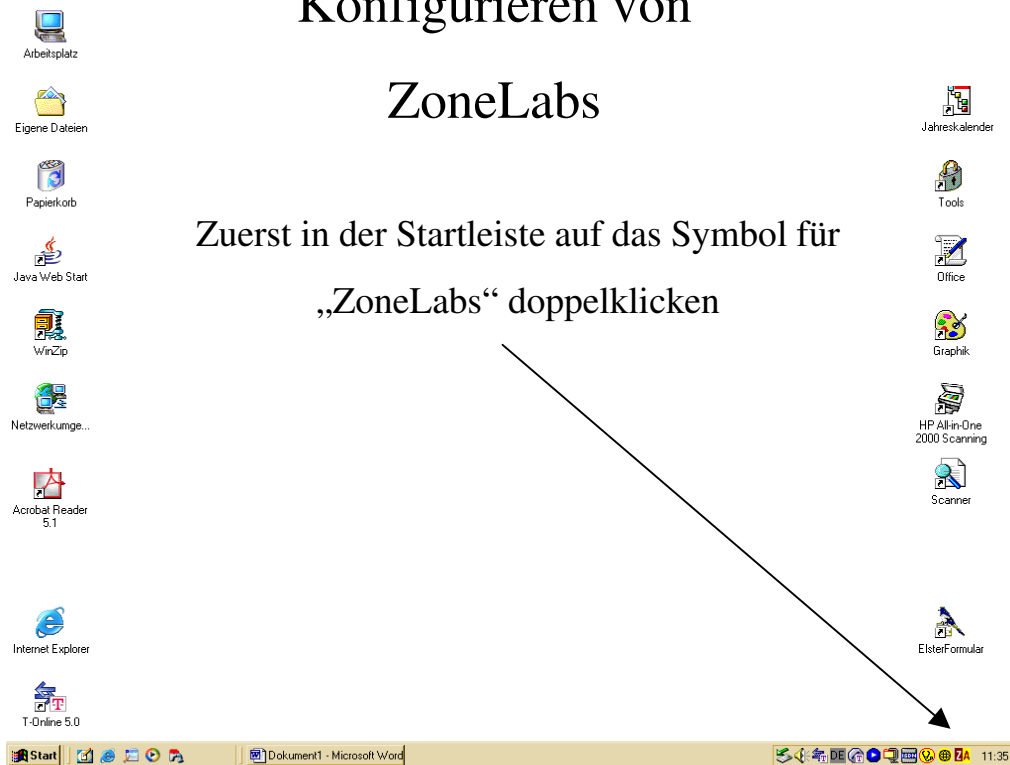 Konfigurieren von
ZoneLabs
Zuerst in der Startleiste auf das Symbol für
„ZoneLabs“ doppelklicken
Arbeitsplatz
Eigene Dateien
Papierkorb
Java Web Start
WinZip
Netzwerkumge...
Acrobat Reader
5.1
Internet Explorer
T-Online 5.0
Jahreskalender
Tools
Office
Graphik
HP All-in-One
2000 Scanning
Scanner
ElsterFormular
Start
Dokument1 - Microsoft Word
DE
ZA
11:35